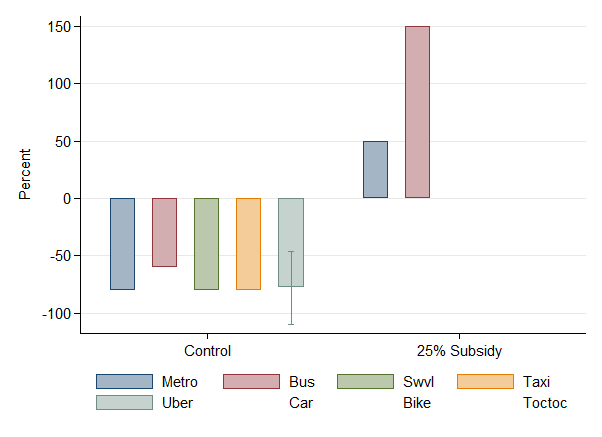 150
100
50
0
-50
-100
Percent
Control 25% Subsidy
Metro Bus Swvl Taxi
Uber Car Bike Toctoc